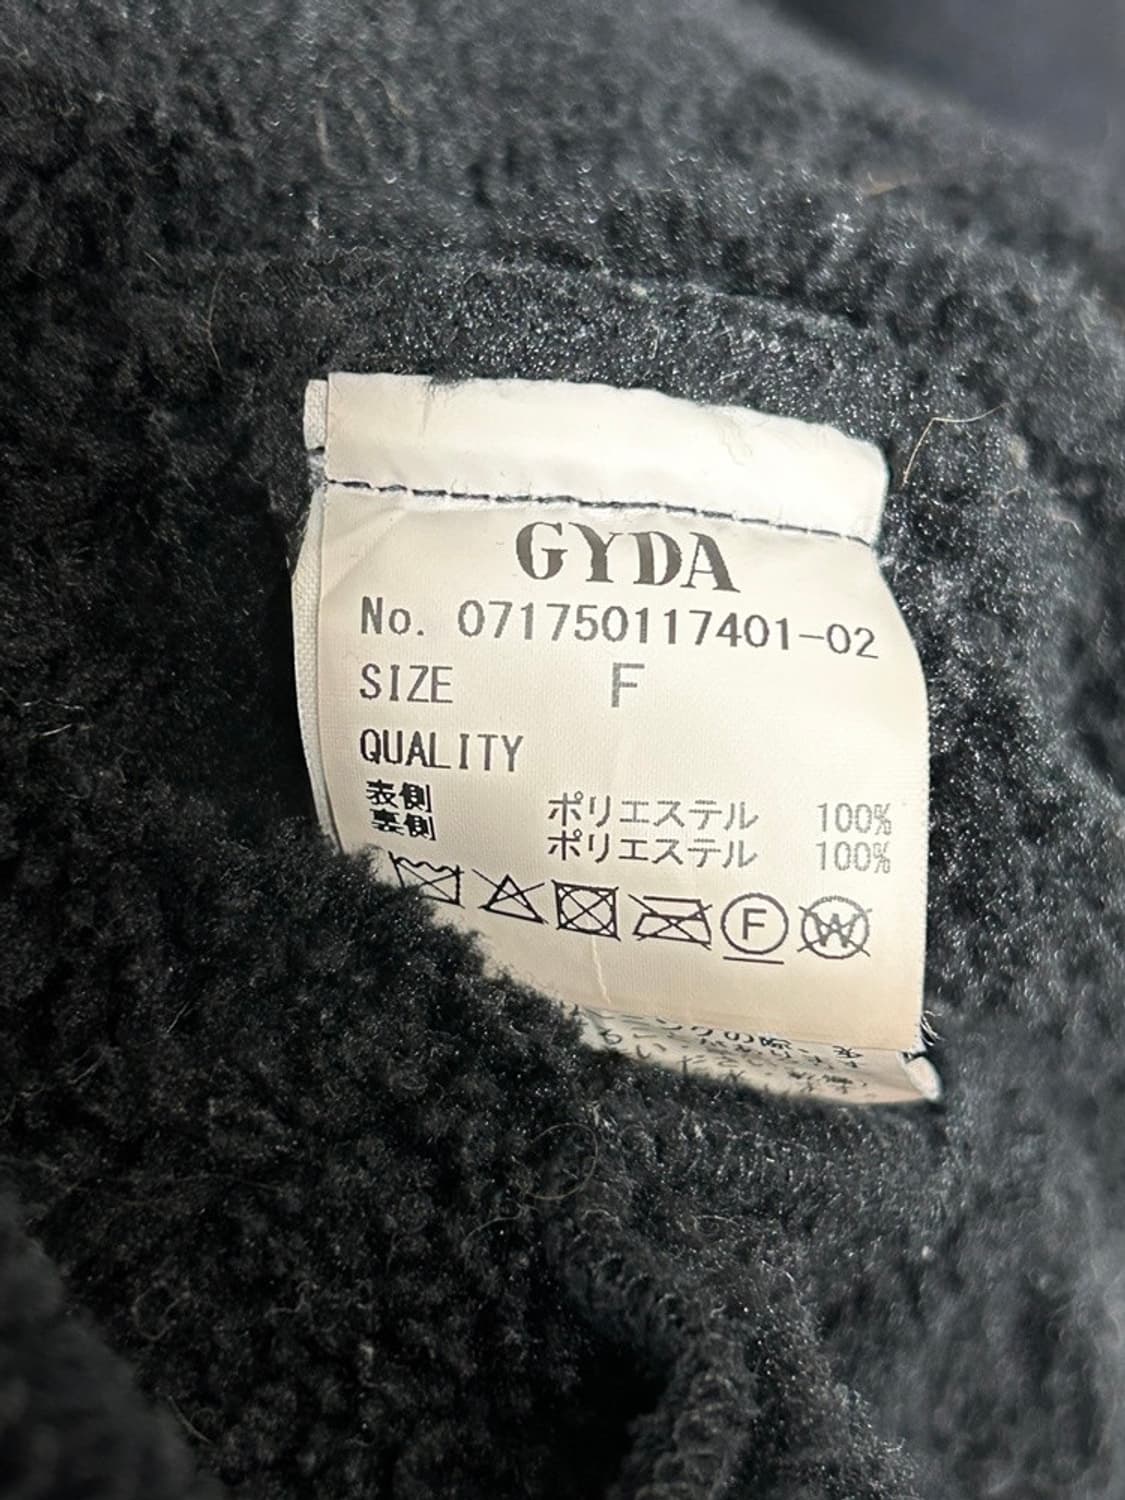 GYDA
No. 071750117401-02
SIZE F
QUALITY
表側 ポリエステル 100%
裏側 ポリエステル 100%
F W